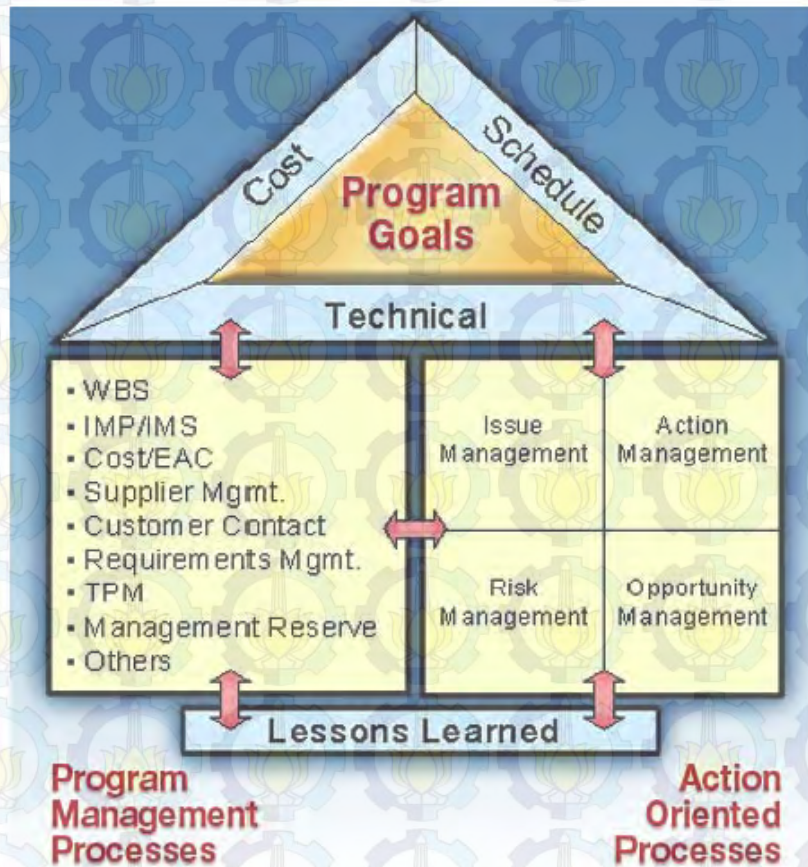 Cost
Schedule
Program
Goals
Technical
▪ WBS
▪ IMP/IMS
▪ Cost/EAC
▪ Supplier Mgmt.
▪ Customer Contact
▪ Requirements Mgmt.
▪ TPM
▪ Management Reserve
▪ Others
Issue
Management
Action
Management
Risk
Management
Opportunity
Management
Lessons Learned
Program
Management
Processes
Action
Oriented
Processes